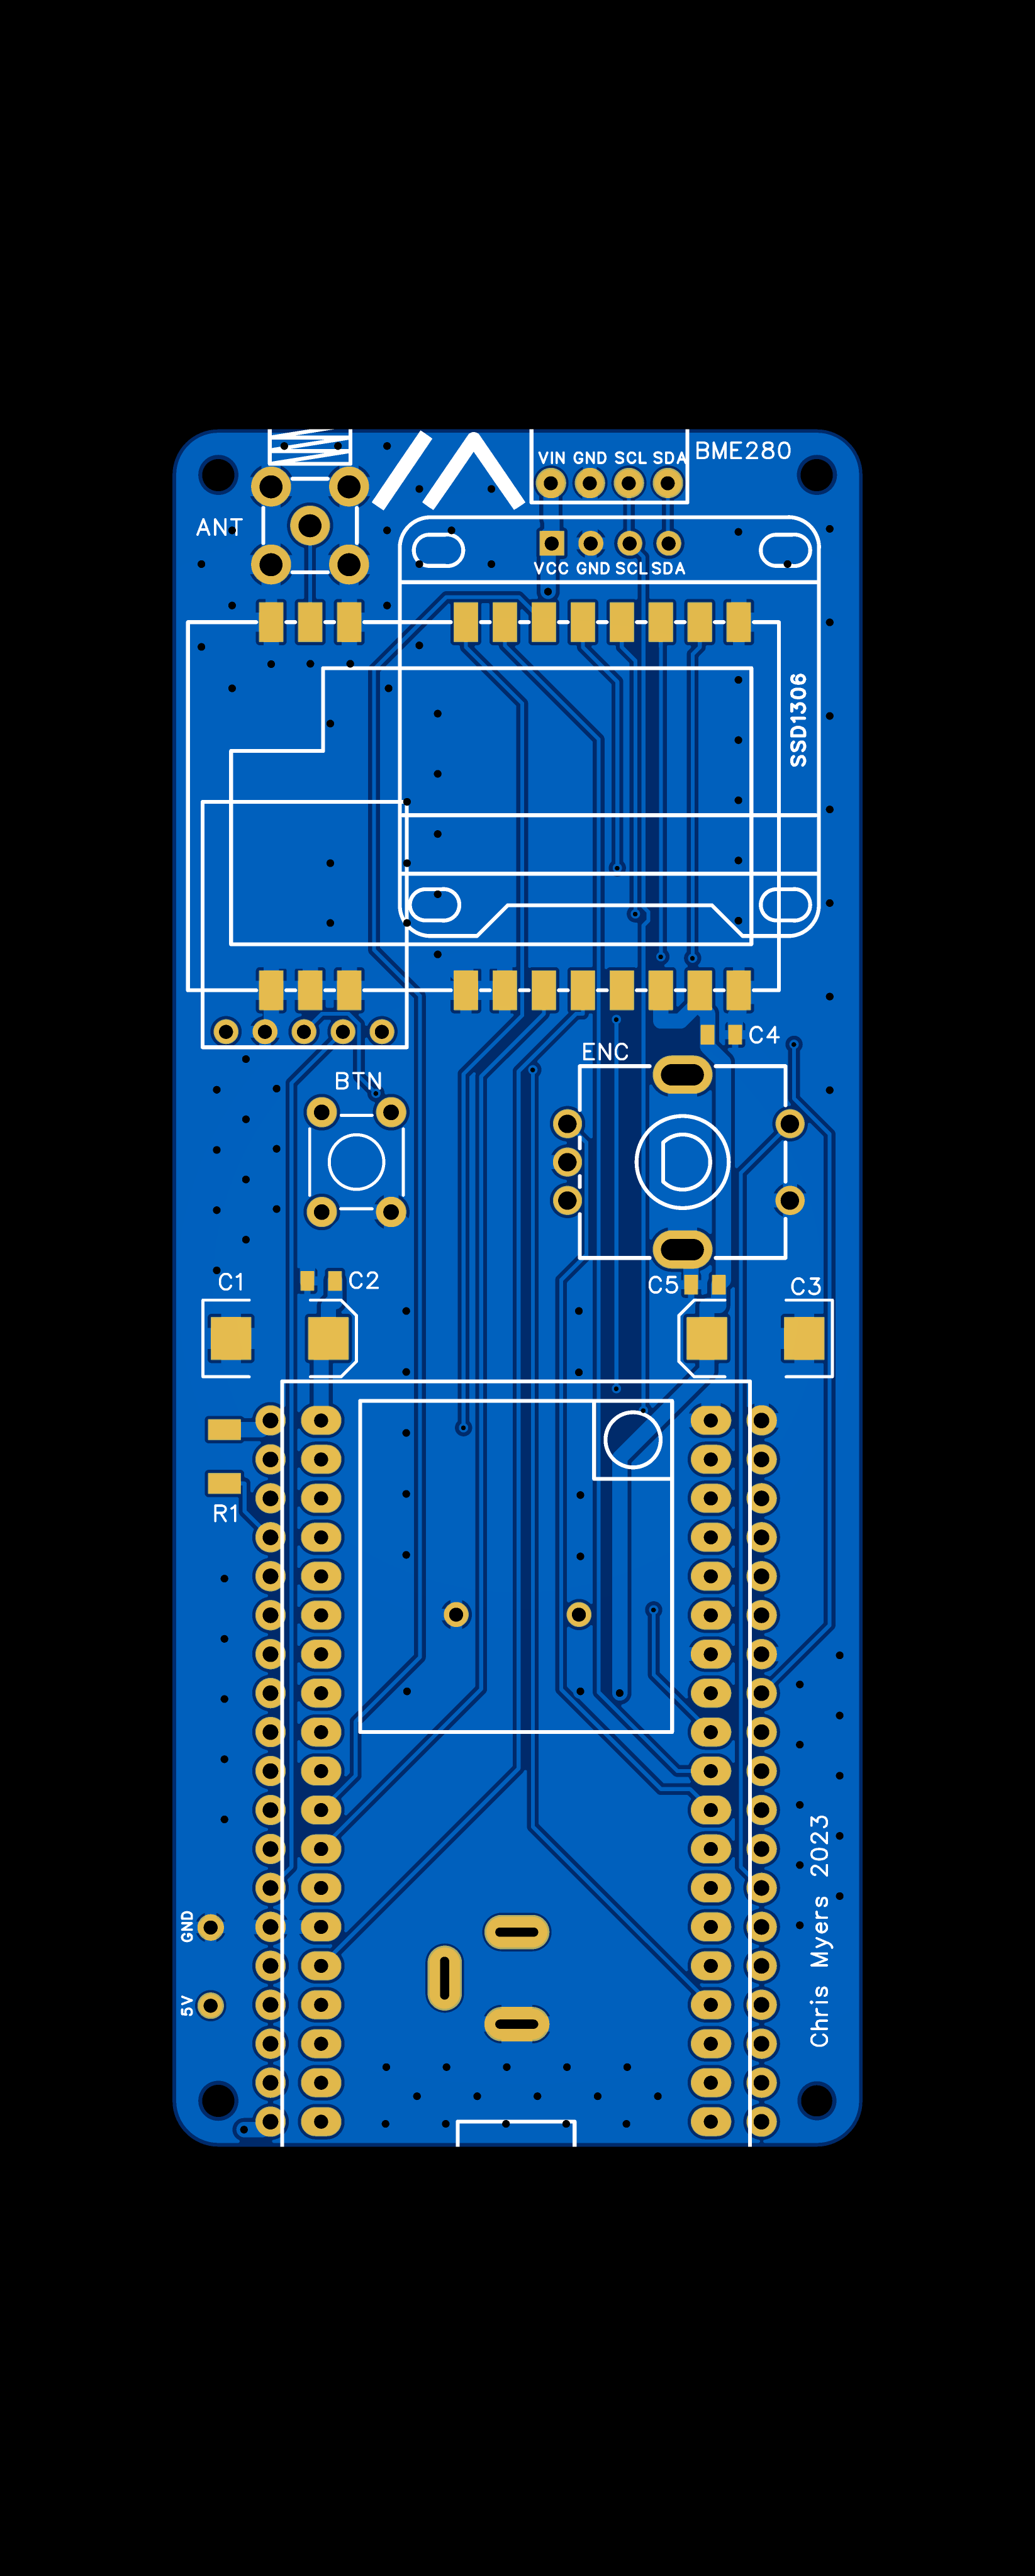 BME280
VIN GND SCL SDA
ANT
VCC GND SCL SDA
SSD1306
C4
ENC
BTN
C1
C2
C5
C3
R1
Chris Myers 2023
GND
5V